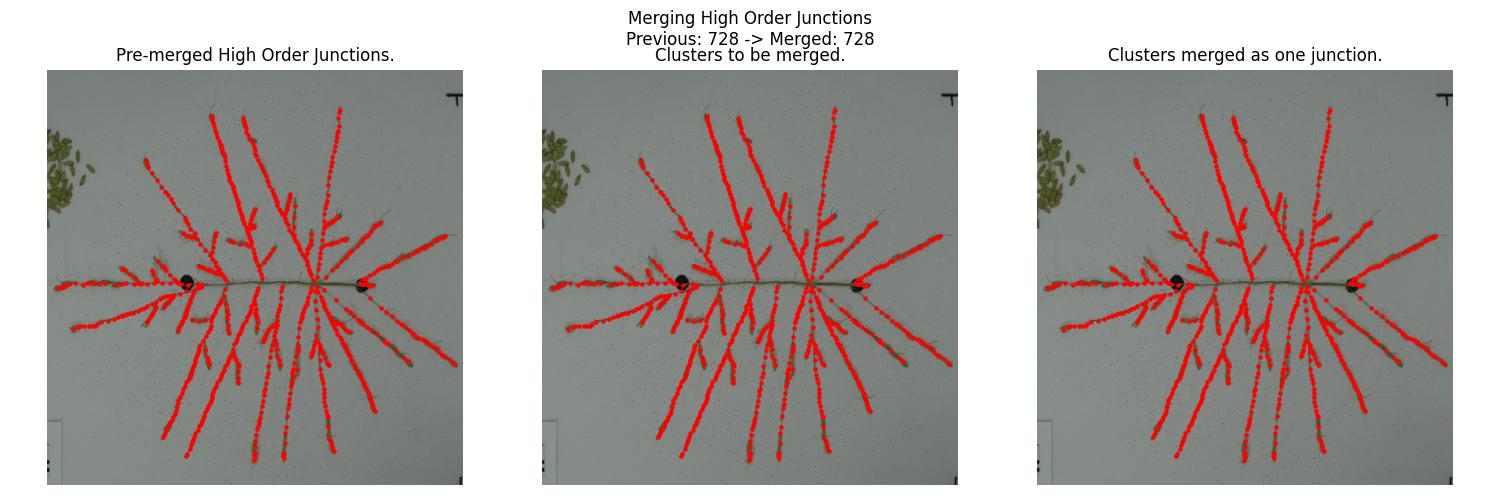 Merging High Order Junctions
Previous: 728 -> Merged: 728
Pre-merged High Order Junctions.
Clusters to be merged.
Clusters merged as one junction.